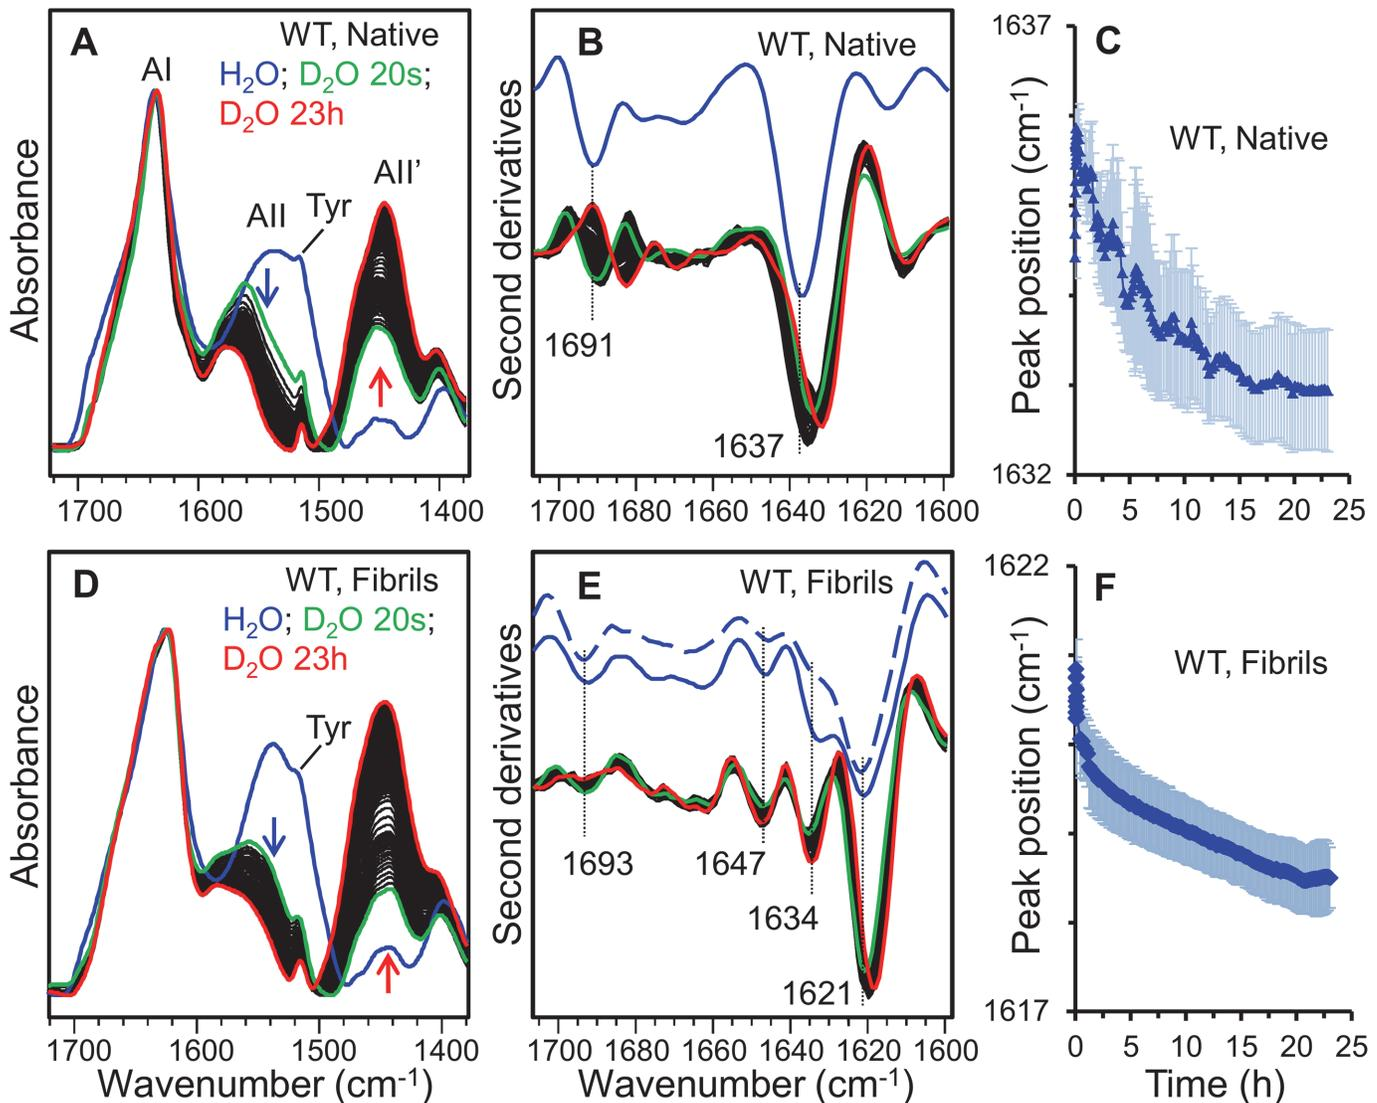 A
WT, Native
AI
H₂O; D₂O 20s;
D₂O 23h
AII'
AII
Tyr
Absorbance
1700 1600 1500 1400
B
WT, Native
Second derivatives
1691
1637
1700 1680 1660 1640 1620 1600
C
1637
WT, Native
Peak position (cm⁻¹)
1632
0 5 10 15 20 25
D
WT, Fibrils
H₂O; D₂O 20s;
D₂O 23h
Tyr
Absorbance
1700 1600 1500 1400
Wavenumber (cm⁻¹)
E
WT, Fibrils
Second derivatives
1693
1647
1634
1621
1700 1680 1660 1640 1620 1600
Wavenumber (cm⁻¹)
F
1622
WT, Fibrils
Peak position (cm⁻¹)
1617
0 5 10 15 20 25
Time (h)